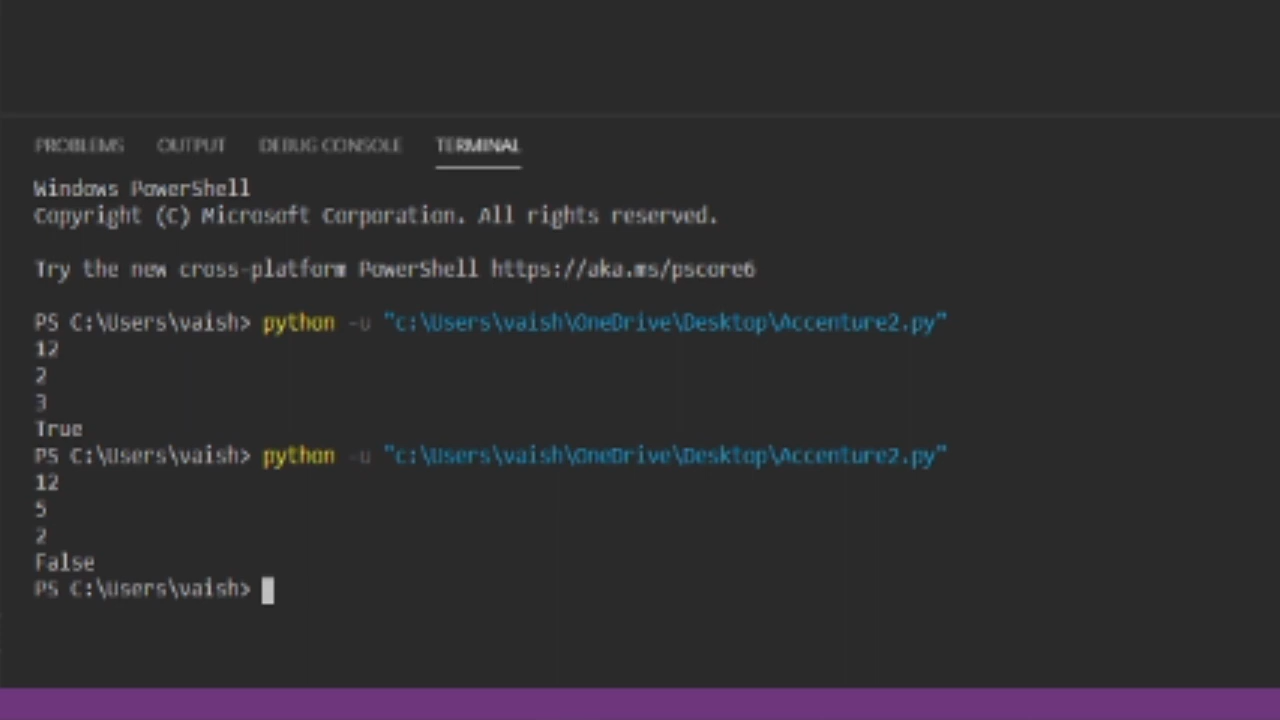 PROBLEMS OUTPUT DEBUG CONSOLE TERMINAL
Windows PowerShell
Copyright (C) Microsoft Corporation. All rights reserved.
Try the new cross-platform PowerShell https://aka.ms/pscore6
PS C:\Users\vaish> python -u "c:\Users\vaish\OneDrive\Desktop\Accenture2.py"
12
2
3
True
PS C:\Users\vaish> python -u "c:\Users\vaish\OneDrive\Desktop\Accenture2.py"
12
5
2
False
PS C:\Users\vaish>